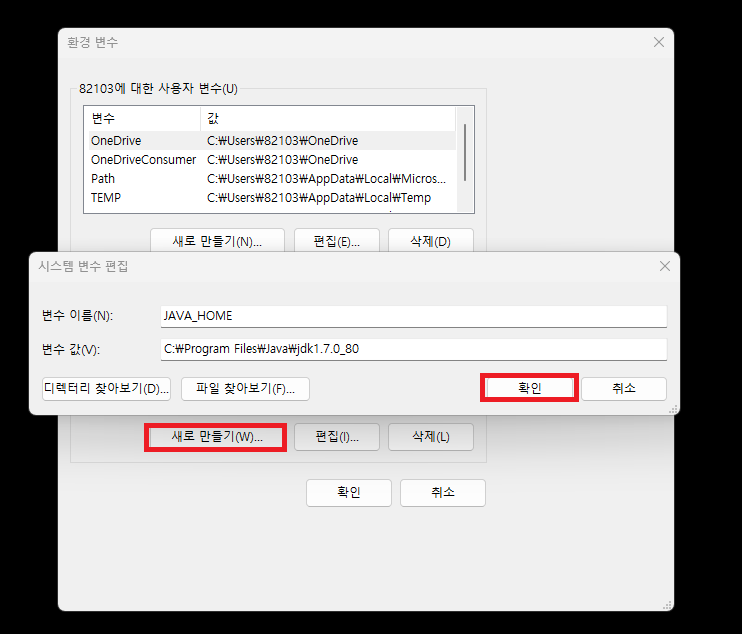 환경 변수
82103에 대한 사용자 변수(U)
변수 값
OneDrive C:₩Users₩82103₩OneDrive
OneDriveConsumer C:₩Users₩82103₩OneDrive
Path C:₩Users₩82103₩AppData₩Local₩Micros...
TEMP C:₩Users₩82103₩AppData₩Local₩Temp
새로 만들기(N)... 편집(E)... 삭제(D)
시스템 변수 편집
변수 이름(N): JAVA_HOME
변수 값(V): C:₩Program Files₩Java₩jdk1.7.0_80
디렉터리 찾아보기(D)... 파일 찾아보기(F)... 확인 취소
새로 만들기(W)... 편집(I)... 삭제(L)
확인 취소